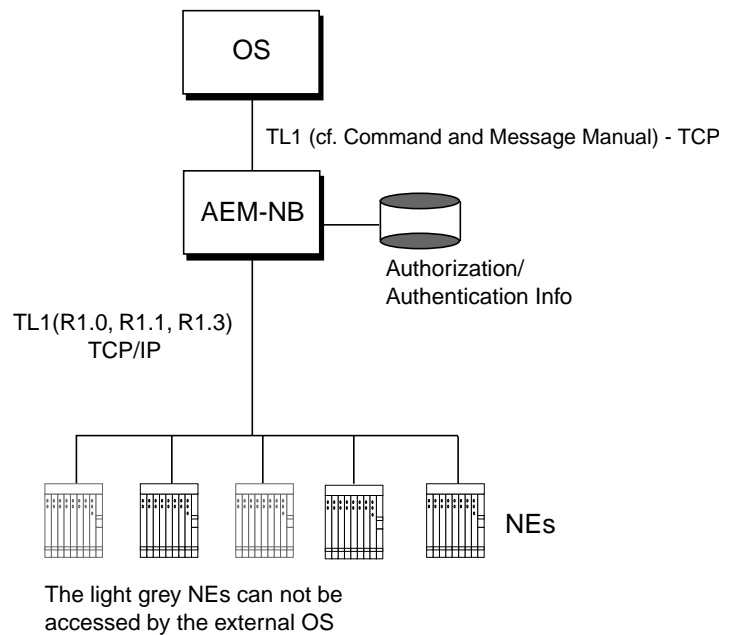 OS
TL1 (cf. Command and Message Manual) - TCP
AEM-NB
Authorization/
Authentication Info
TL1(R1.0, R1.1, R1.3)
TCP/IP
NEs
The light grey NEs can not be
accessed by the external OS